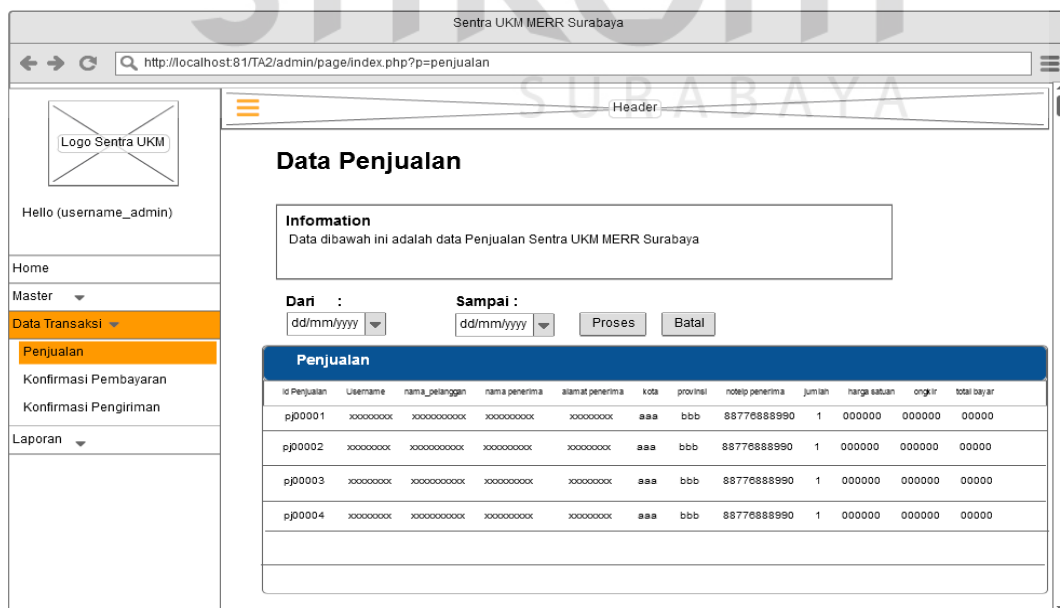 Sentra UKM MERR Surabaya
http://localhost:81/TA2/admin/page/index.php?p=penjualan
SURABAYA
Header
Logo Sentra UKM
Hello (username_admin)
Home
Master
Data Transaksi
Penjualan
Konfirmasi Pembayaran
Konfirmasi Pengiriman
Laporan
Data Penjualan
Information
Data dibawah ini adalah data Penjualan Sentra UKM MERR Surabaya
Dari : Sampai :
dd/mm/yyyy dd/mm/yyyy Proses Batal
Penjualan
id Penjualan Username nama_pelanggan nama penerima alamat penerima kota provinsi notelp penerima jumlah harga satuan ongkir total bayar
pj00001 xxxxxxxx xxxxxxxxxx xxxxxxxxx xxxxxxxx aaa bbb 88776888990 1 000000 000000 00000
pj00002 xxxxxxxx xxxxxxxxxx xxxxxxxxx xxxxxxxx aaa bbb 88776888990 1 000000 000000 00000
pj00003 xxxxxxxx xxxxxxxxxx xxxxxxxxx xxxxxxxx aaa bbb 88776888990 1 000000 000000 00000
pj00004 xxxxxxxx xxxxxxxxxx xxxxxxxxx xxxxxxxx aaa bbb 88776888990 1 000000 000000 00000